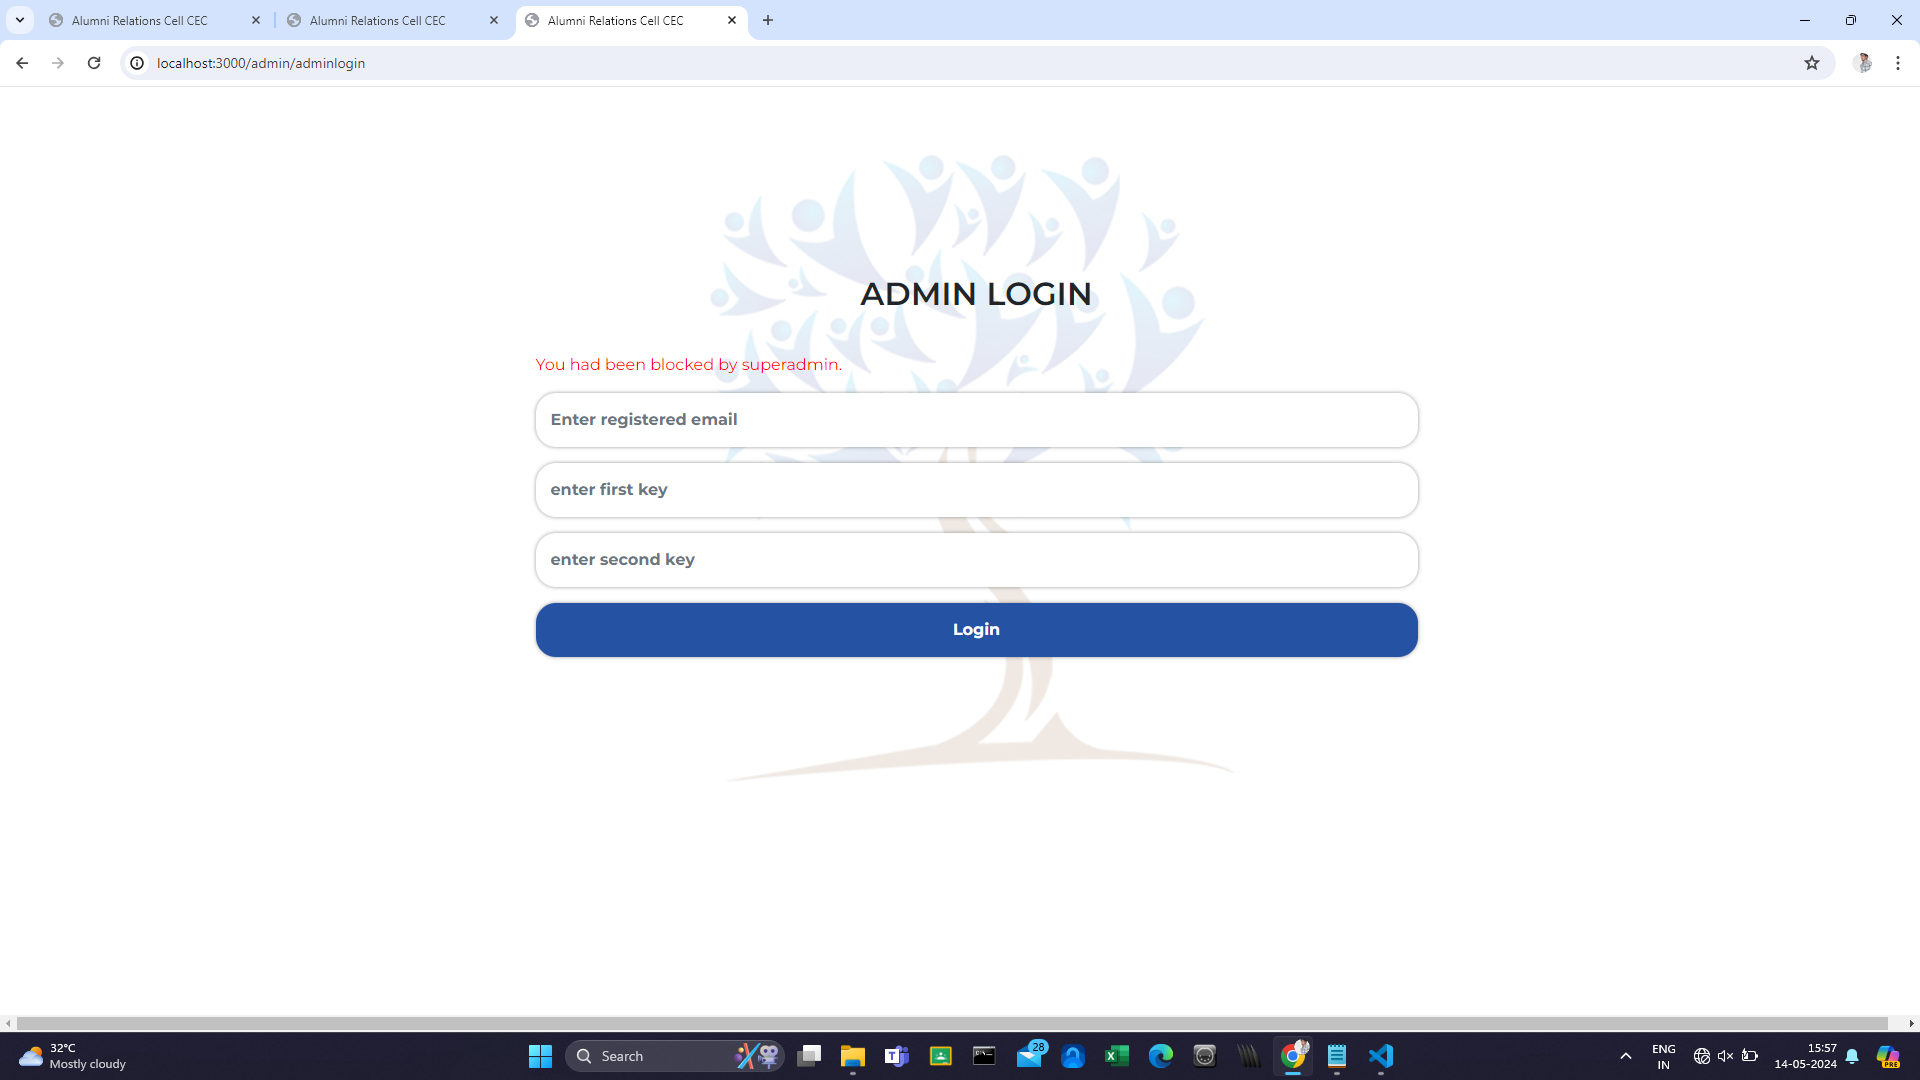 Alumni Relations Cell CEC
Alumni Relations Cell CEC
Alumni Relations Cell CEC
localhost:3000/admin/adminlogin
ADMIN LOGIN
You had been blocked by superadmin.
Enter registered email
enter first key
enter second key
Login
32°C
Mostly cloudy
Search
28
ENG
IN
15:57
14-05-2024
PRE